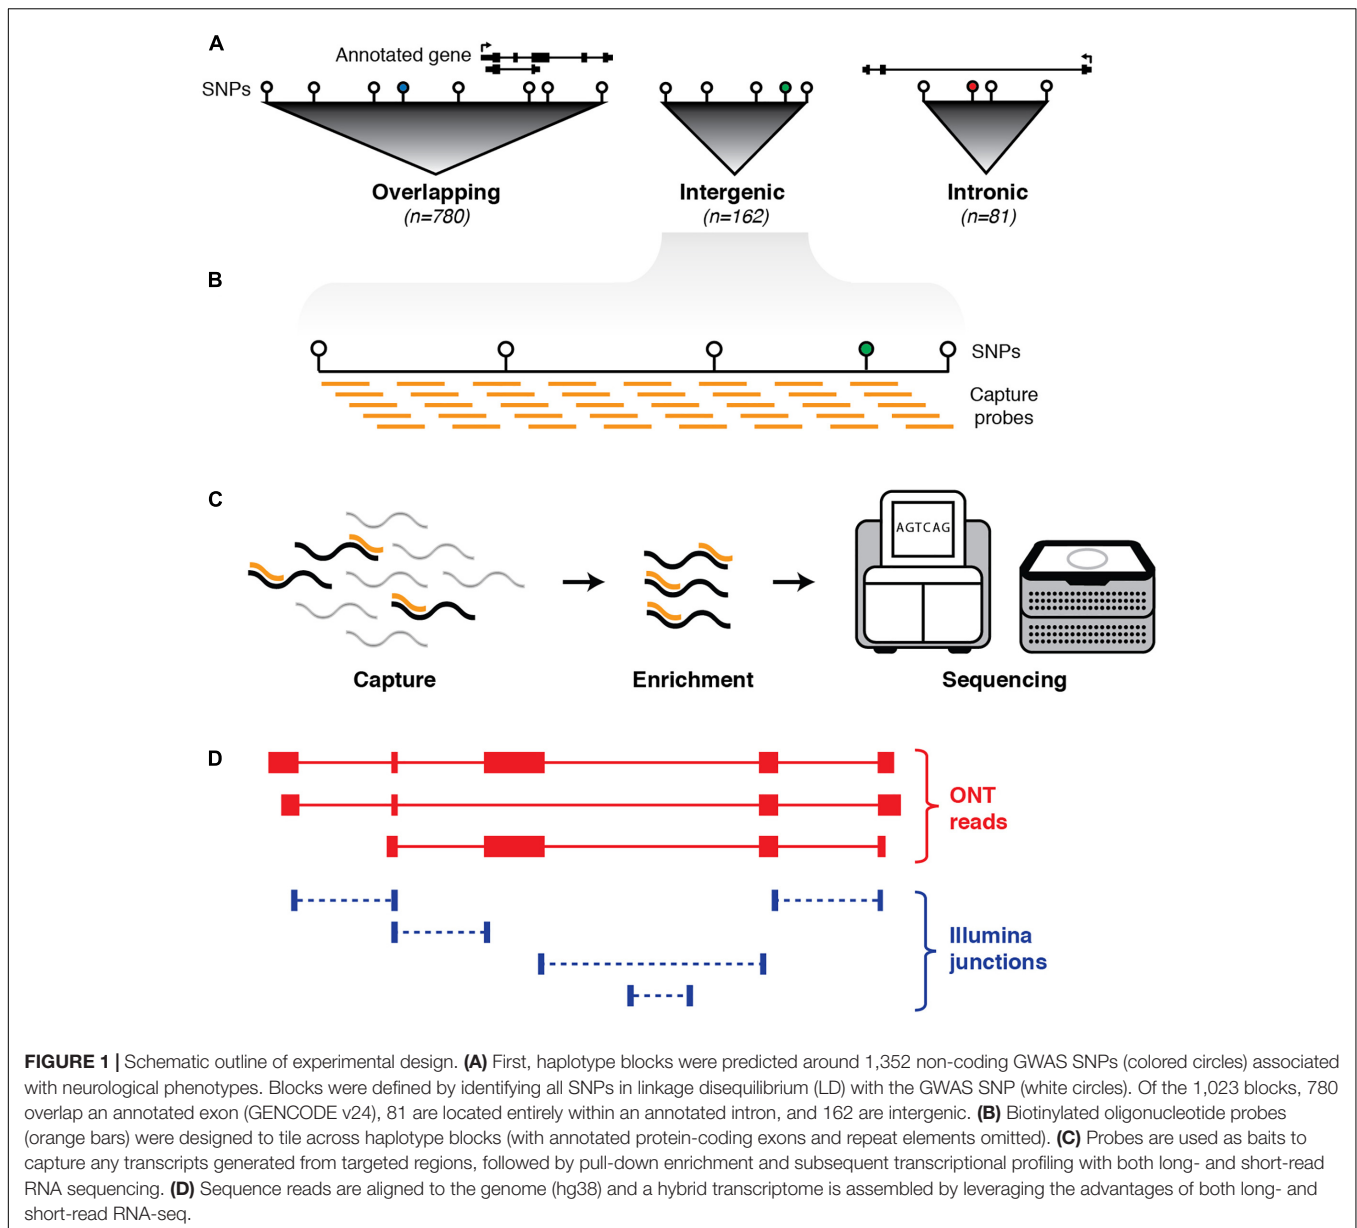 A
Annotated gene
SNPs
Overlapping
(n=780)
Intergenic
(n=162)
Intronic
(n=81)
B
SNPs
Capture
probes
C
AGTCAG
Capture
Enrichment
Sequencing
D
ONT
reads
Illumina
junctions
FIGURE 1 | Schematic outline of experimental design. (A) First, haplotype blocks were predicted around 1,352 non-coding GWAS SNPs (colored circles) associated
with neurological phenotypes. Blocks were defined by identifying all SNPs in linkage disequilibrium (LD) with the GWAS SNP (white circles). Of the 1,023 blocks, 780
overlap an annotated exon (GENCODE v24), 81 are located entirely within an annotated intron, and 162 are intergenic. (B) Biotinylated oligonucleotide probes
(orange bars) were designed to tile across haplotype blocks (with annotated protein-coding exons and repeat elements omitted). (C) Probes are used as baits to
capture any transcripts generated from targeted regions, followed by pull-down enrichment and subsequent transcriptional profiling with both long- and short-read
RNA sequencing. (D) Sequence reads are aligned to the genome (hg38) and a hybrid transcriptome is assembled by leveraging the advantages of both long- and
short-read RNA-seq.